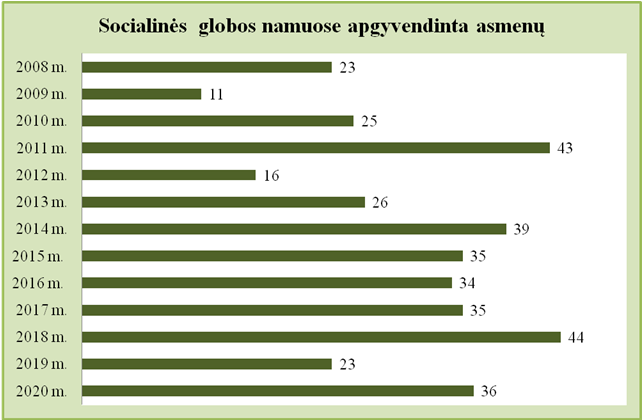 Socialinės globos namuose apgyvendinta asmenų
2008 m. 23
2009 m. 11
2010 m. 25
2011 m. 43
2012 m. 16
2013 m. 26
2014 m. 39
2015 m. 35
2016 m. 34
2017 m. 35
2018 m. 44
2019 m. 23
2020 m. 36